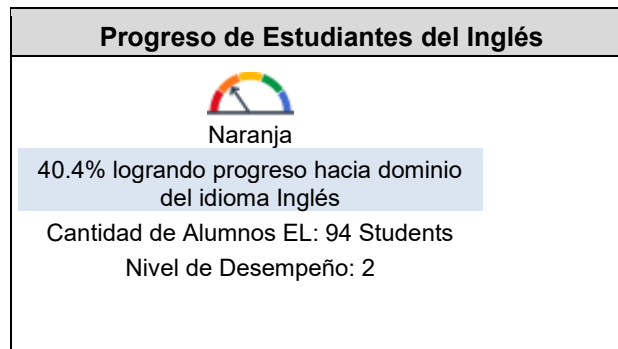 Progreso de Estudiantes del Inglés
Naranja
40.4% logrando progreso hacia dominio
del idioma Inglés
Cantidad de Alumnos EL: 94 Students
Nivel de Desempeño: 2